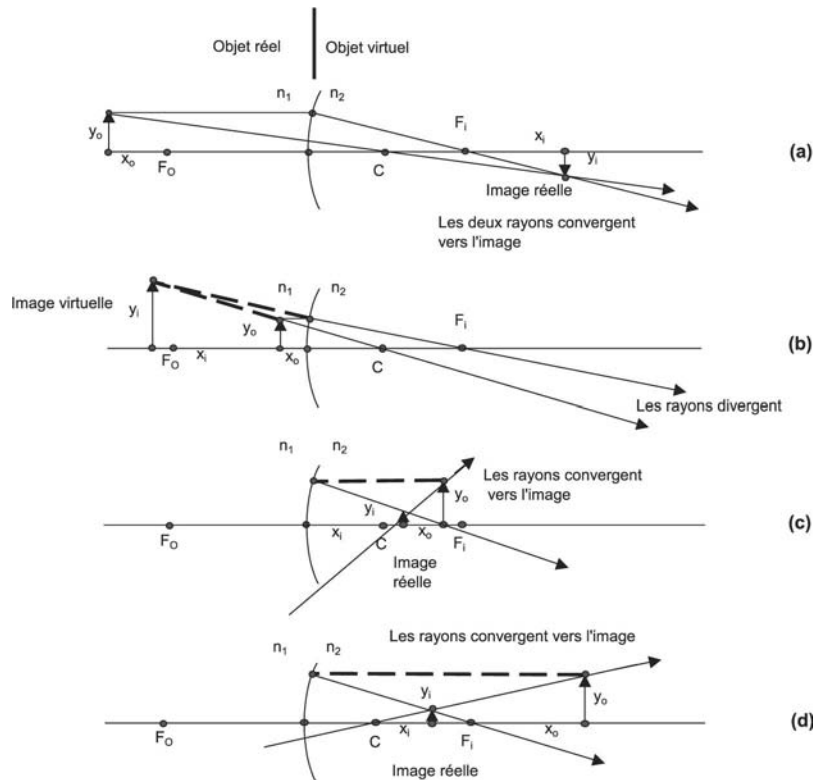 Objet réel Objet virtuel
n1 n2
yo xo FO C Fi xi yi
(a)
Image réelle
Les deux rayons convergent
vers l'image
Image virtuelle
n1 n2
yi yo Fi
FO xi xo C
(b)
Les rayons divergent
n1 n2
Les rayons convergent
vers l'image
yi yo
FO xi C xo Fi
(c)
Image
réelle
Les rayons convergent vers l'image
n1 n2
yi yo
FO C xi Fi xo
(d)
Image réelle